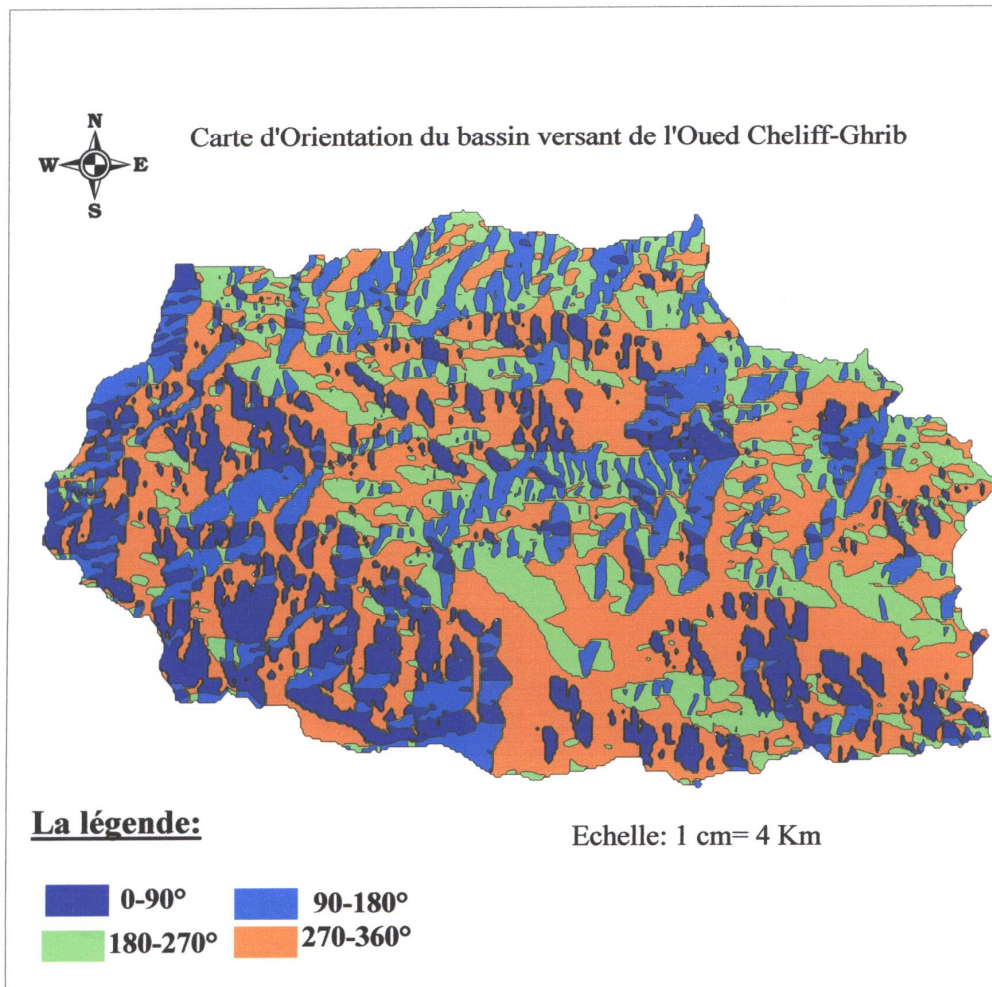 N
Carte d'Orientation du bassin versant de l'Oued Cheliff-Ghrib
W E
S
La légende:
Echelle: 1 cm= 4 Km
0-90° 90-180°
180-270° 270-360°